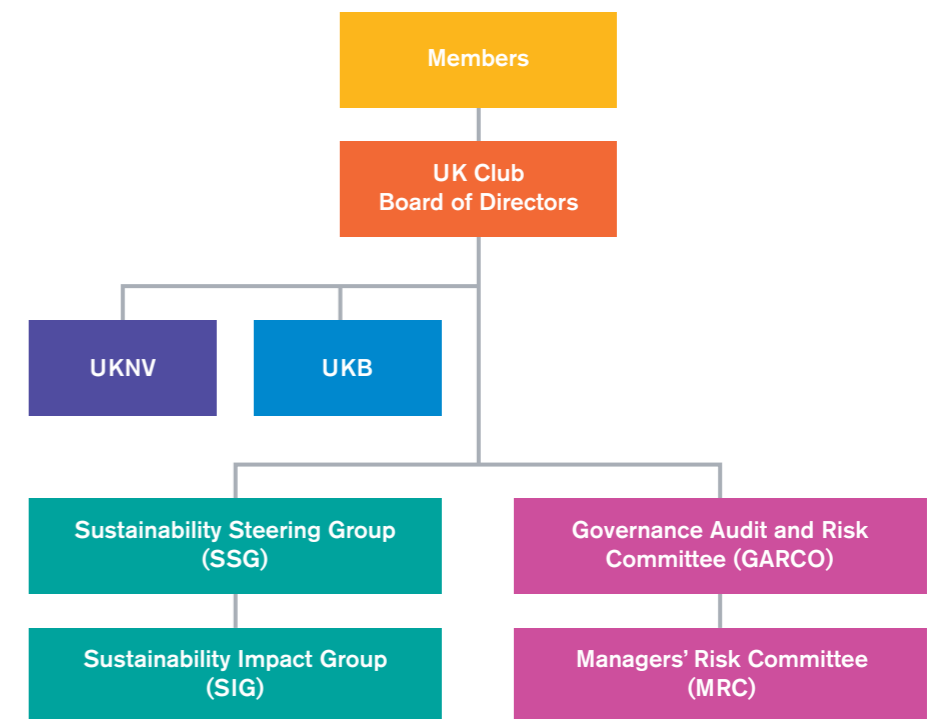 Members
UK Club
Board of Directors
UKNV
UKB
Sustainability Steering Group
(SSG)
Governance Audit and Risk
Committee (GARCO)
Sustainability Impact Group
(SIG)
Managers’ Risk Committee
(MRC)